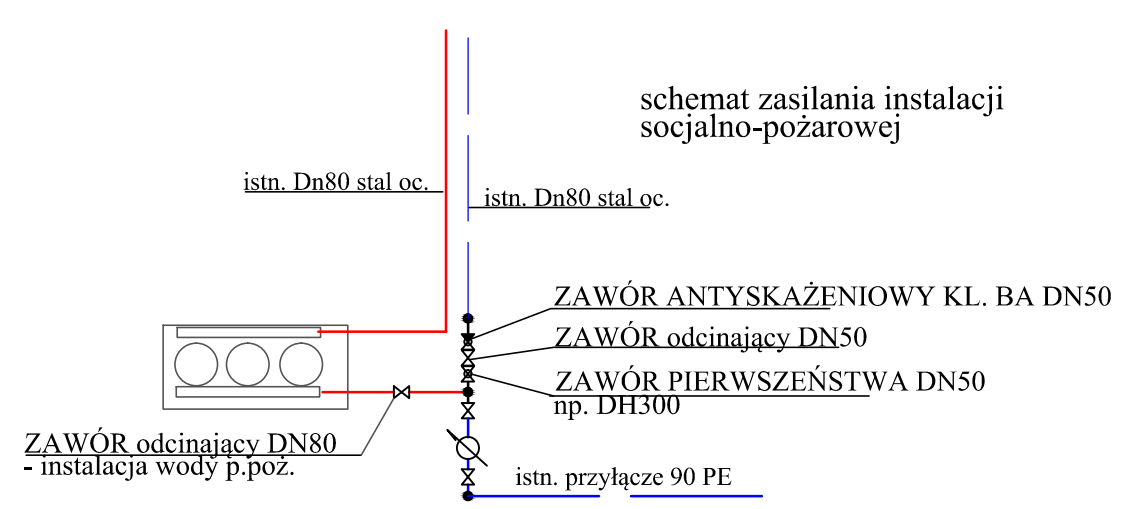 schemat zasilania instalacji
socjalno-pożarowej
istn. Dn80 stal oc.
istn. Dn80 stal oc.
ZAWÓR ANTYSKAŻENIOWY KL. BA DN50
ZAWÓR odcinający DN50
ZAWÓR PIERWSZEŃSTWA DN50
np. DH300
ZAWÓR odcinający DN80
- instalacja wody p.poż.
istn. przyłącze 90 PE